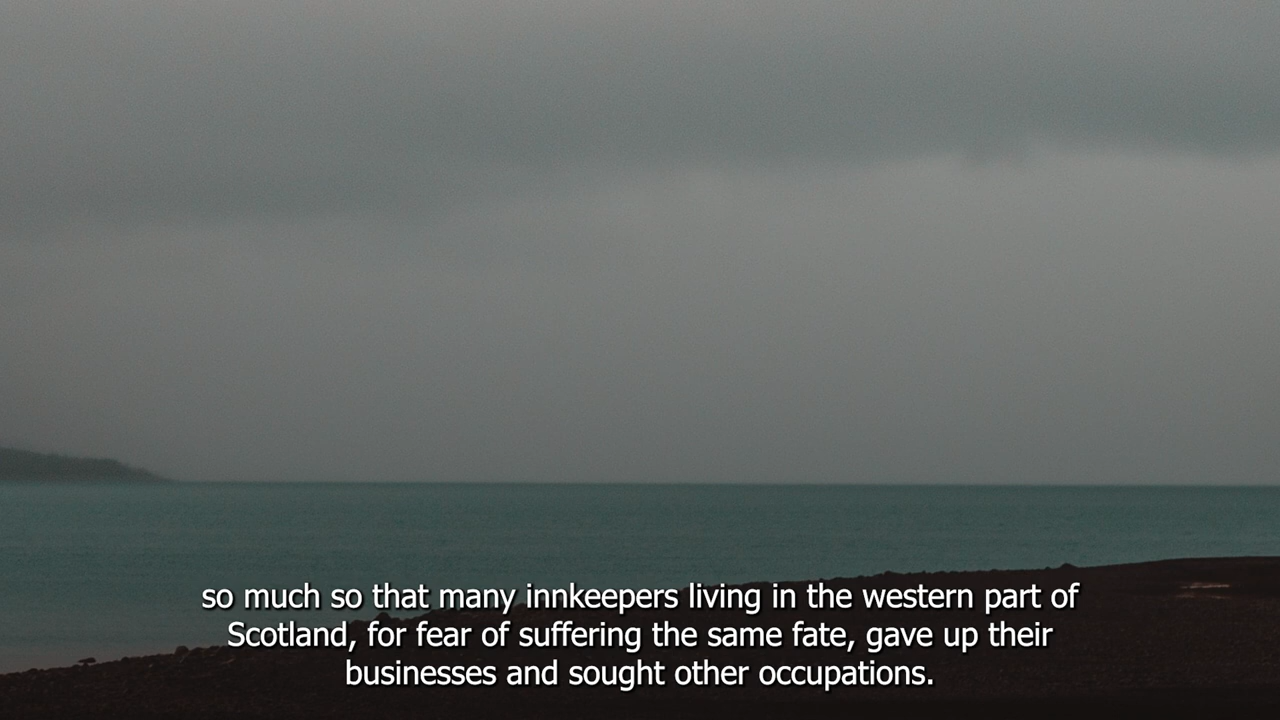 so much so that many innkeepers living in the western part of
Scotland, for fear of suffering the same fate, gave up their
businesses and sought other occupations.